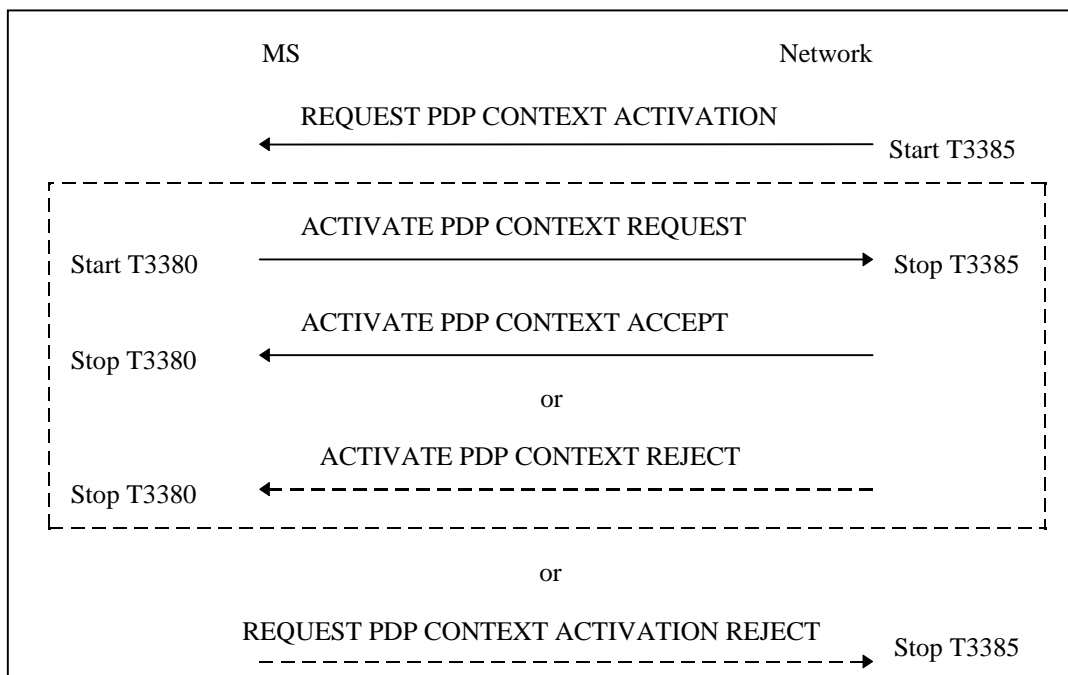 MS Network
REQUEST PDP CONTEXT ACTIVATION
Start T3385
ACTIVATE PDP CONTEXT REQUEST
Start T3380 Stop T3385
ACTIVATE PDP CONTEXT ACCEPT
Stop T3380
or
ACTIVATE PDP CONTEXT REJECT
Stop T3380
or
REQUEST PDP CONTEXT ACTIVATION REJECT
Stop T3385